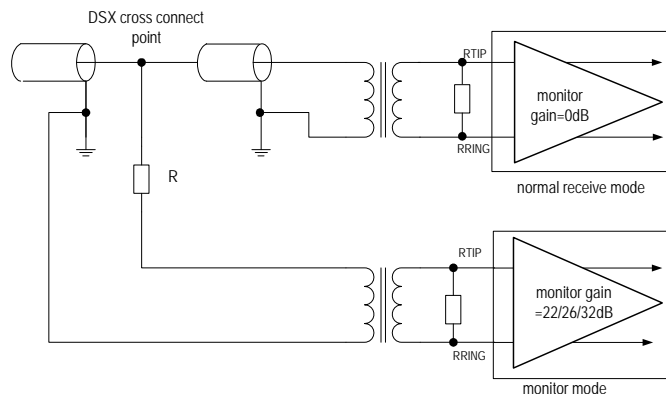 DSX cross connect
point
RTIP
monitor
gain=0dB
RRING
normal receive mode
R
RTIP
monitor gain
=22/26/32dB
RRING
monitor mode